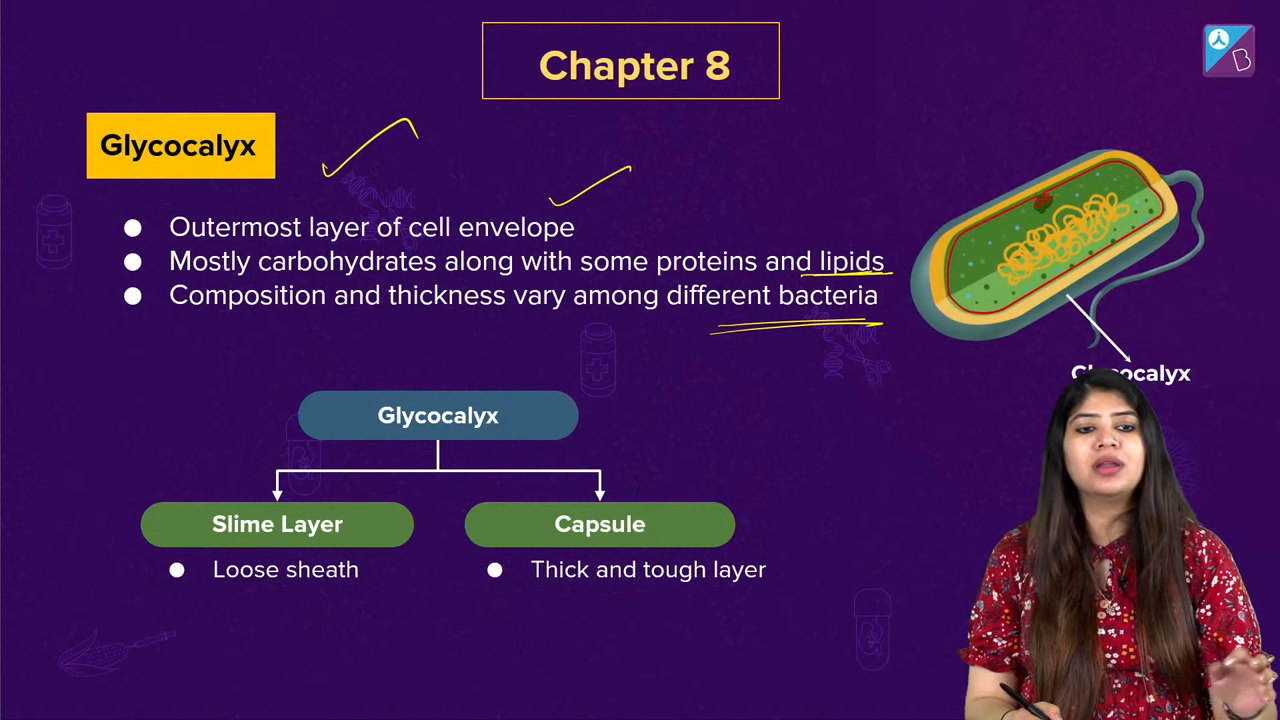 Chapter 8
B
Glycocalyx
Outermost layer of cell envelope
Mostly carbohydrates along with some proteins and lipids
Composition and thickness vary among different bacteria
Glycocalyx
Glycocalyx
Slime Layer
Capsule
Loose sheath
Thick and tough layer